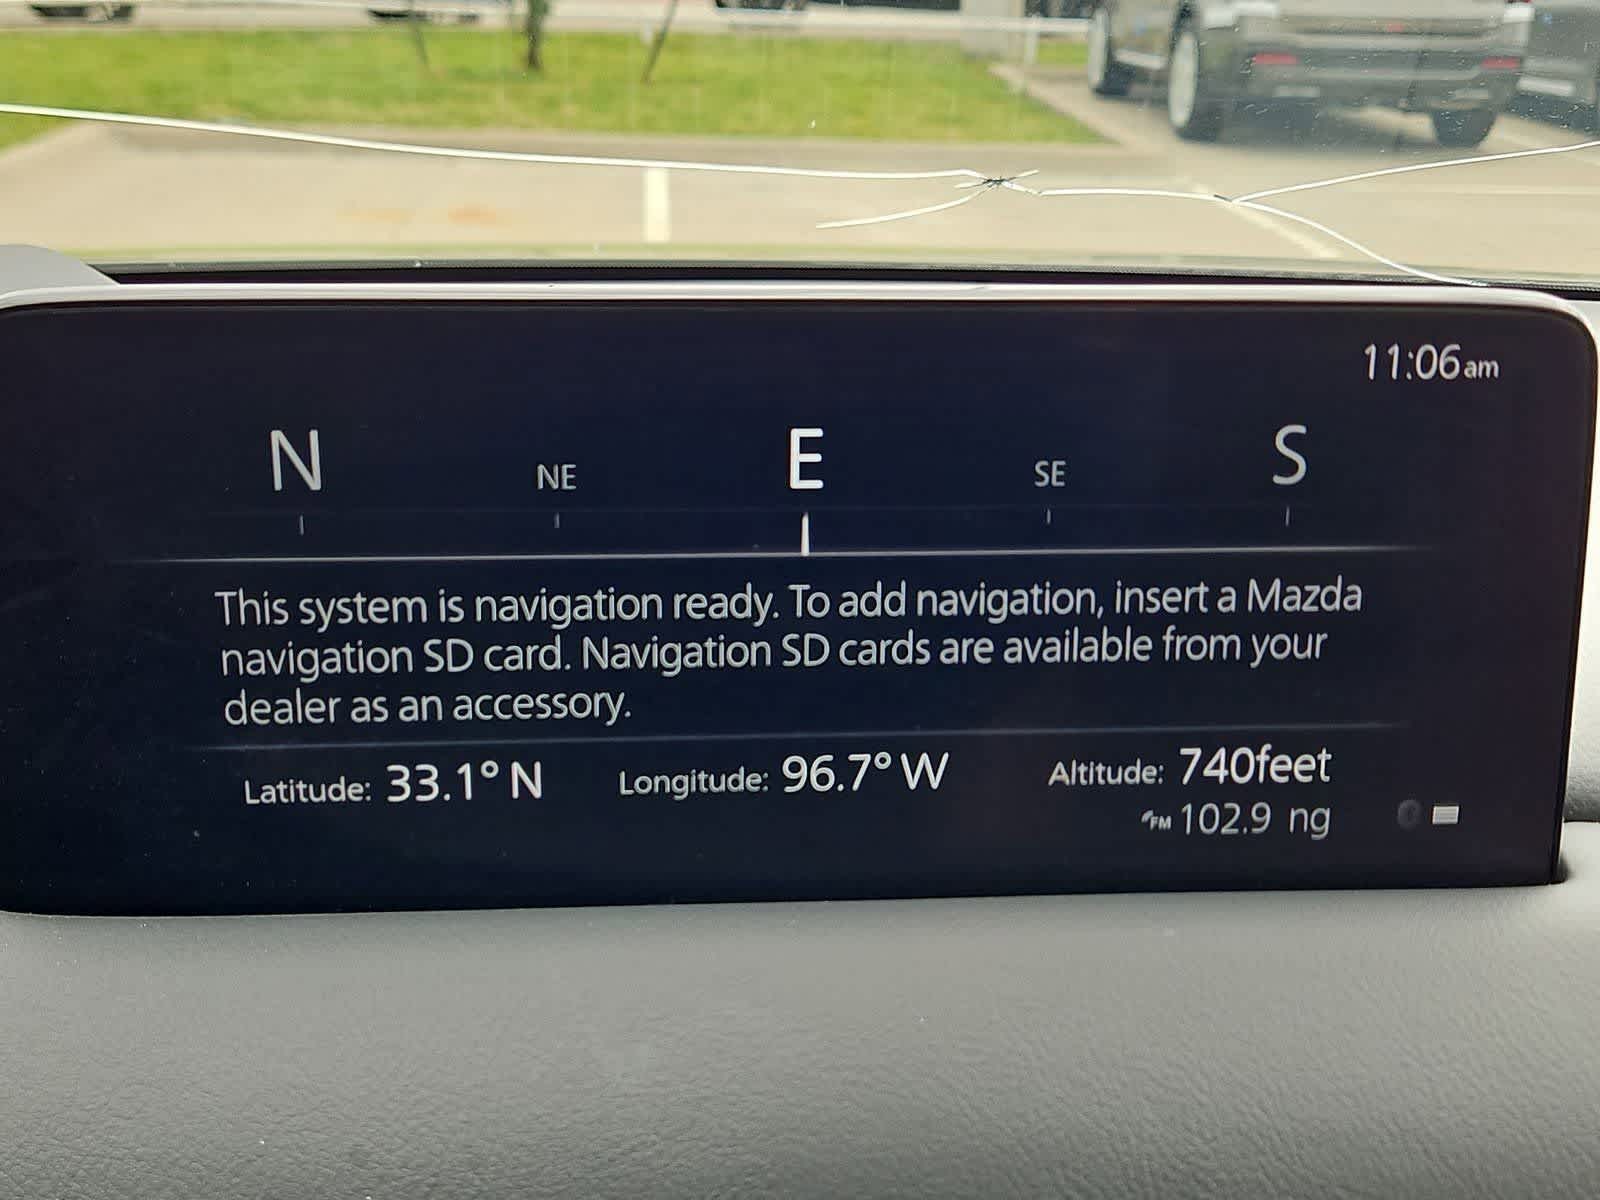 11:06am
N NE E SE S
This system is navigation ready. To add navigation, insert a Mazda
navigation SD card. Navigation SD cards are available from your
dealer as an accessory.
Latitude: 33.1° N Longitude: 96.7° W Altitude: 740feet
FM 102.9 ng